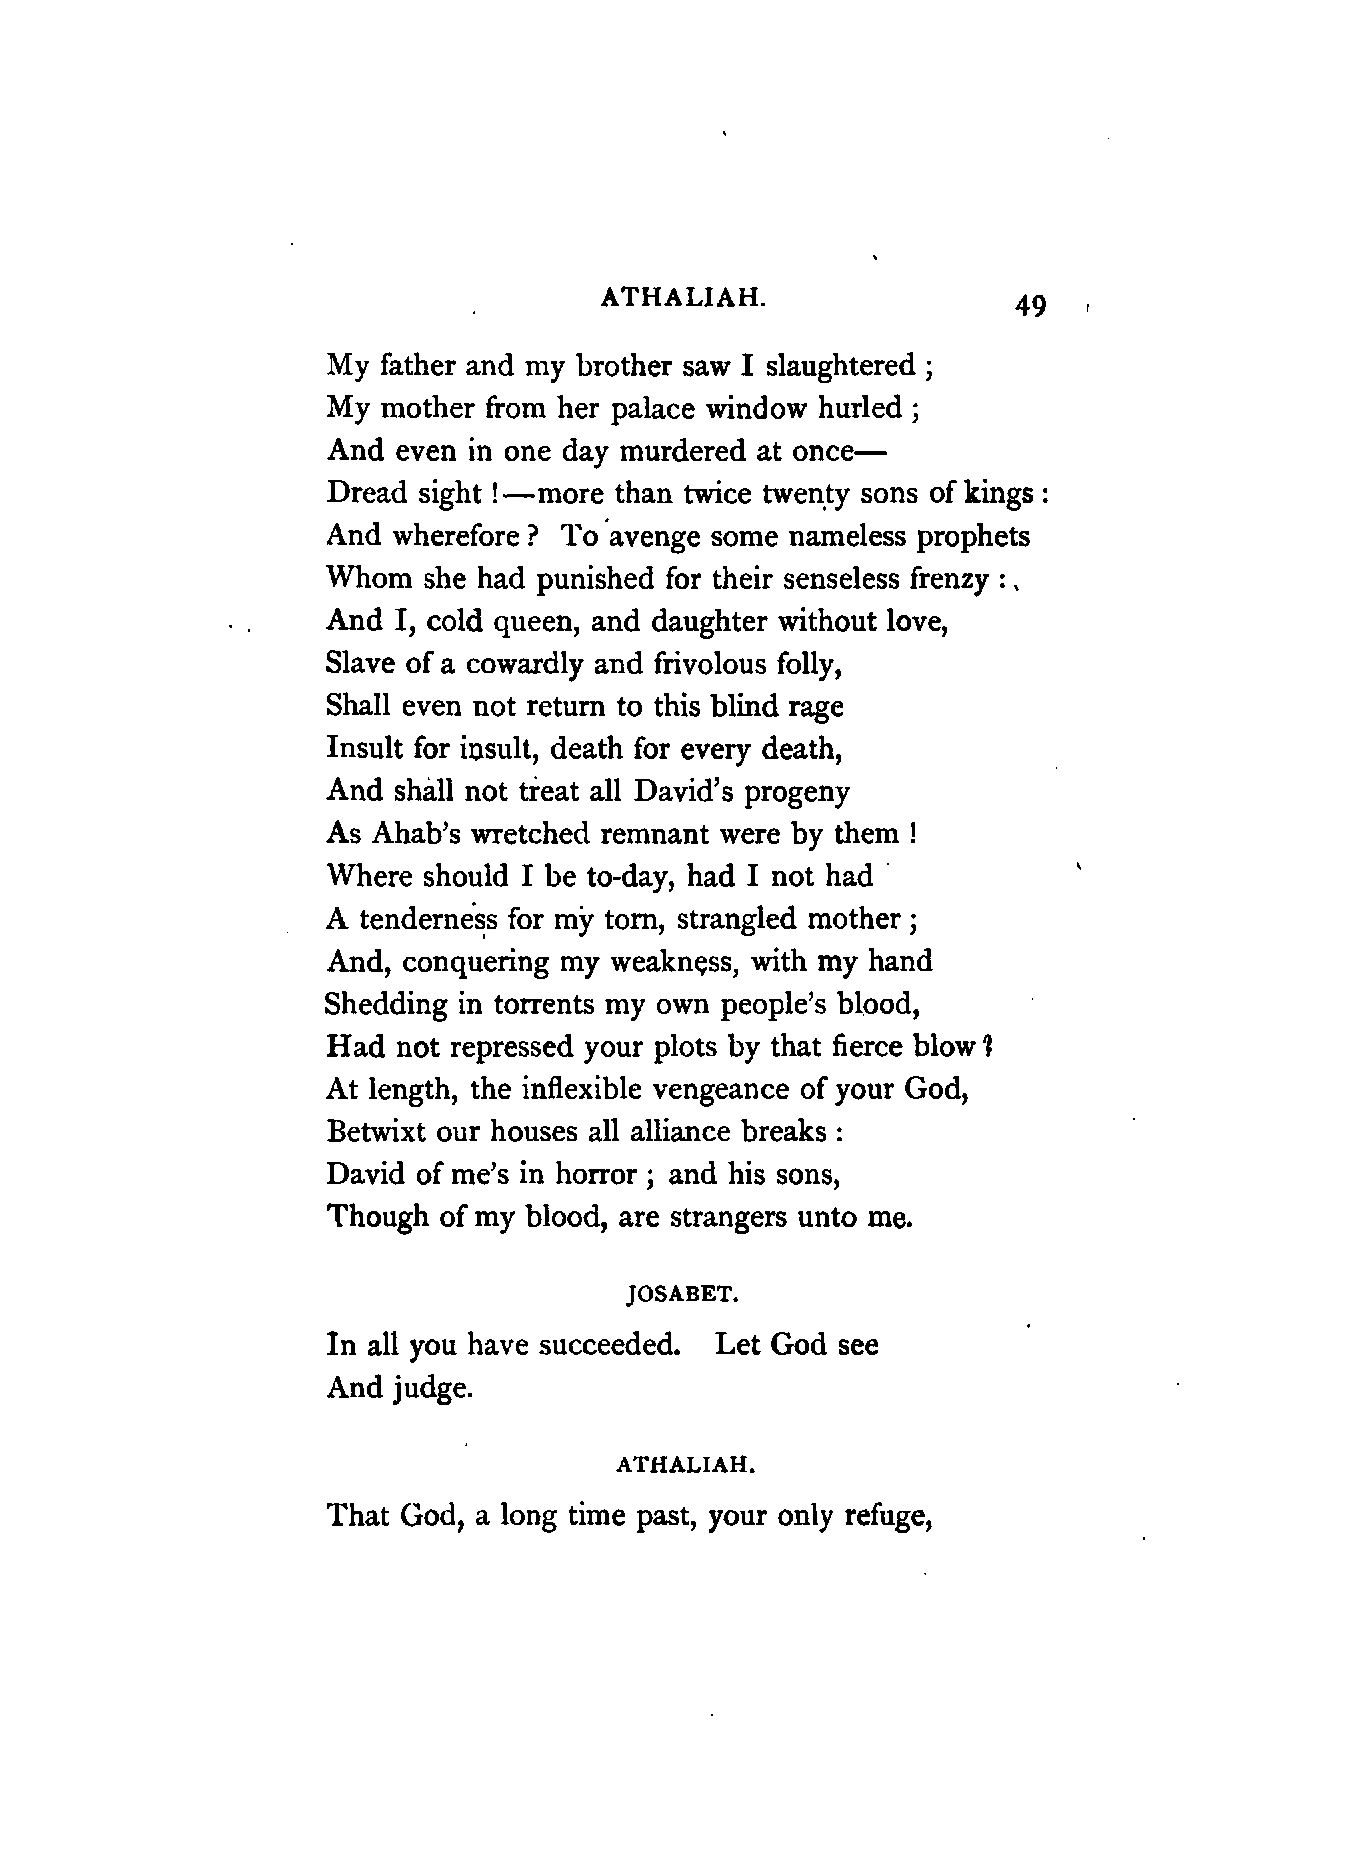 ATHALIAH. 49
My father and my brother saw I slaughtered ;
My mother from her palace window hurled ;
And even in one day murdered at once—
Dread sight !—more than twice twenty sons of kings :
And wherefore ? To avenge some nameless prophets
Whom she had punished for their senseless frenzy :
And I, cold queen, and daughter without love,
Slave of a cowardly and frivolous folly,
Shall even not return to this blind rage
Insult for insult, death for every death,
And shall not treat all David's progeny
As Ahab's wretched remnant were by them !
Where should I be to-day, had I not had
A tenderness for my torn, strangled mother ;
And, conquering my weakness, with my hand
Shedding in torrents my own people's blood,
Had not repressed your plots by that fierce blow ?
At length, the inflexible vengeance of your God,
Betwixt our houses all alliance breaks :
David of me's in horror ; and his sons,
Though of my blood, are strangers unto me.
JOSABET.
In all you have succeeded. Let God see
And judge.
ATHALIAH.
That God, a long time past, your only refuge,